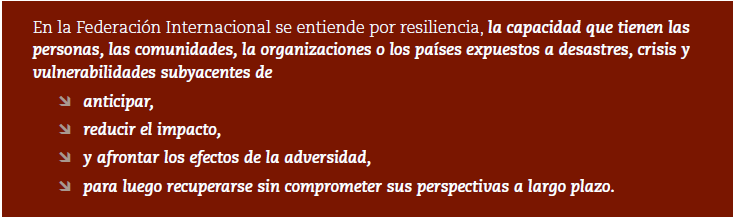 En la Federación Internacional se entiende por resiliencia, la capacidad que tienen las
personas, las comunidades, la organizaciones o los países expuestos a desastres, crisis y
vulnerabilidades subyacentes de
anticipar,
reducir el impacto,
y afrontar los efectos de la adversidad,
para luego recuperarse sin comprometer sus perspectivas a largo plazo.